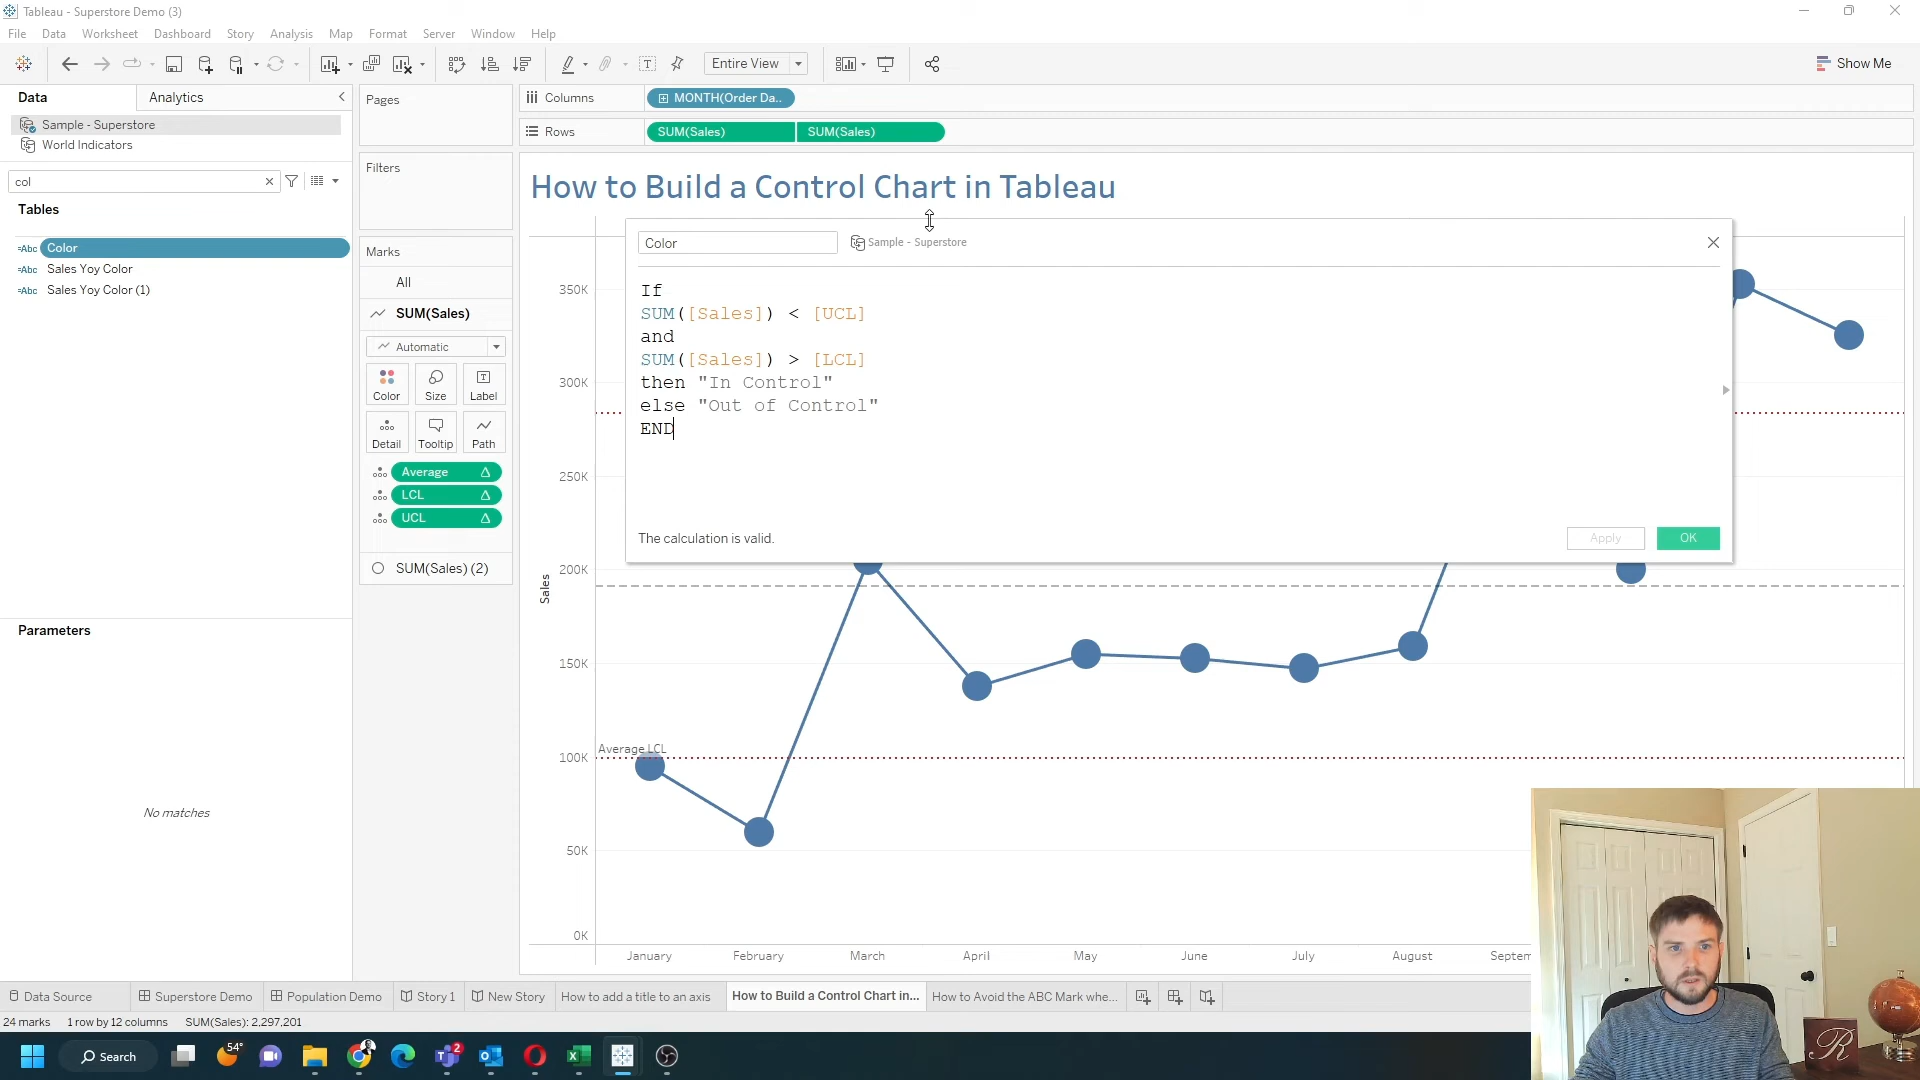 Tableau - Superstore Demo (3)
File Data Worksheet Dashboard Story Analysis Map Format Server Window Help
Entire View
Show Me
Data
Analytics
Sample - Superstore
World Indicators
col
Tables
=Abc Color
=Abc Sales Yoy Color
=Abc Sales Yoy Color (1)
Parameters
No matches
Pages
Filters
Marks
All
SUM(Sales)
Automatic
Color
Size
Label
Detail
Tooltip
Path
Average
LCL
UCL
SUM(Sales) (2)
Columns
MONTH(Order Da..
Rows
SUM(Sales)
SUM(Sales)
How to Build a Control Chart in Tableau
Color
Sample - Superstore
If
SUM([Sales]) < [UCL]
and
SUM([Sales]) > [LCL]
then "In Control"
else "Out of Control"
END
The calculation is valid.
Apply
OK
350K
300K
250K
200K
150K
100K
50K
0K
Sales
Average LCL
January
February
March
April
May
June
July
August
Septem
Data Source
Superstore Demo
Population Demo
Story 1
New Story
How to add a title to an axis
How to Build a Control Chart in...
How to Avoid the ABC Mark whe...
24 marks
1 row by 12 columns
SUM(Sales): 2,297,201
Search
54°
2
R